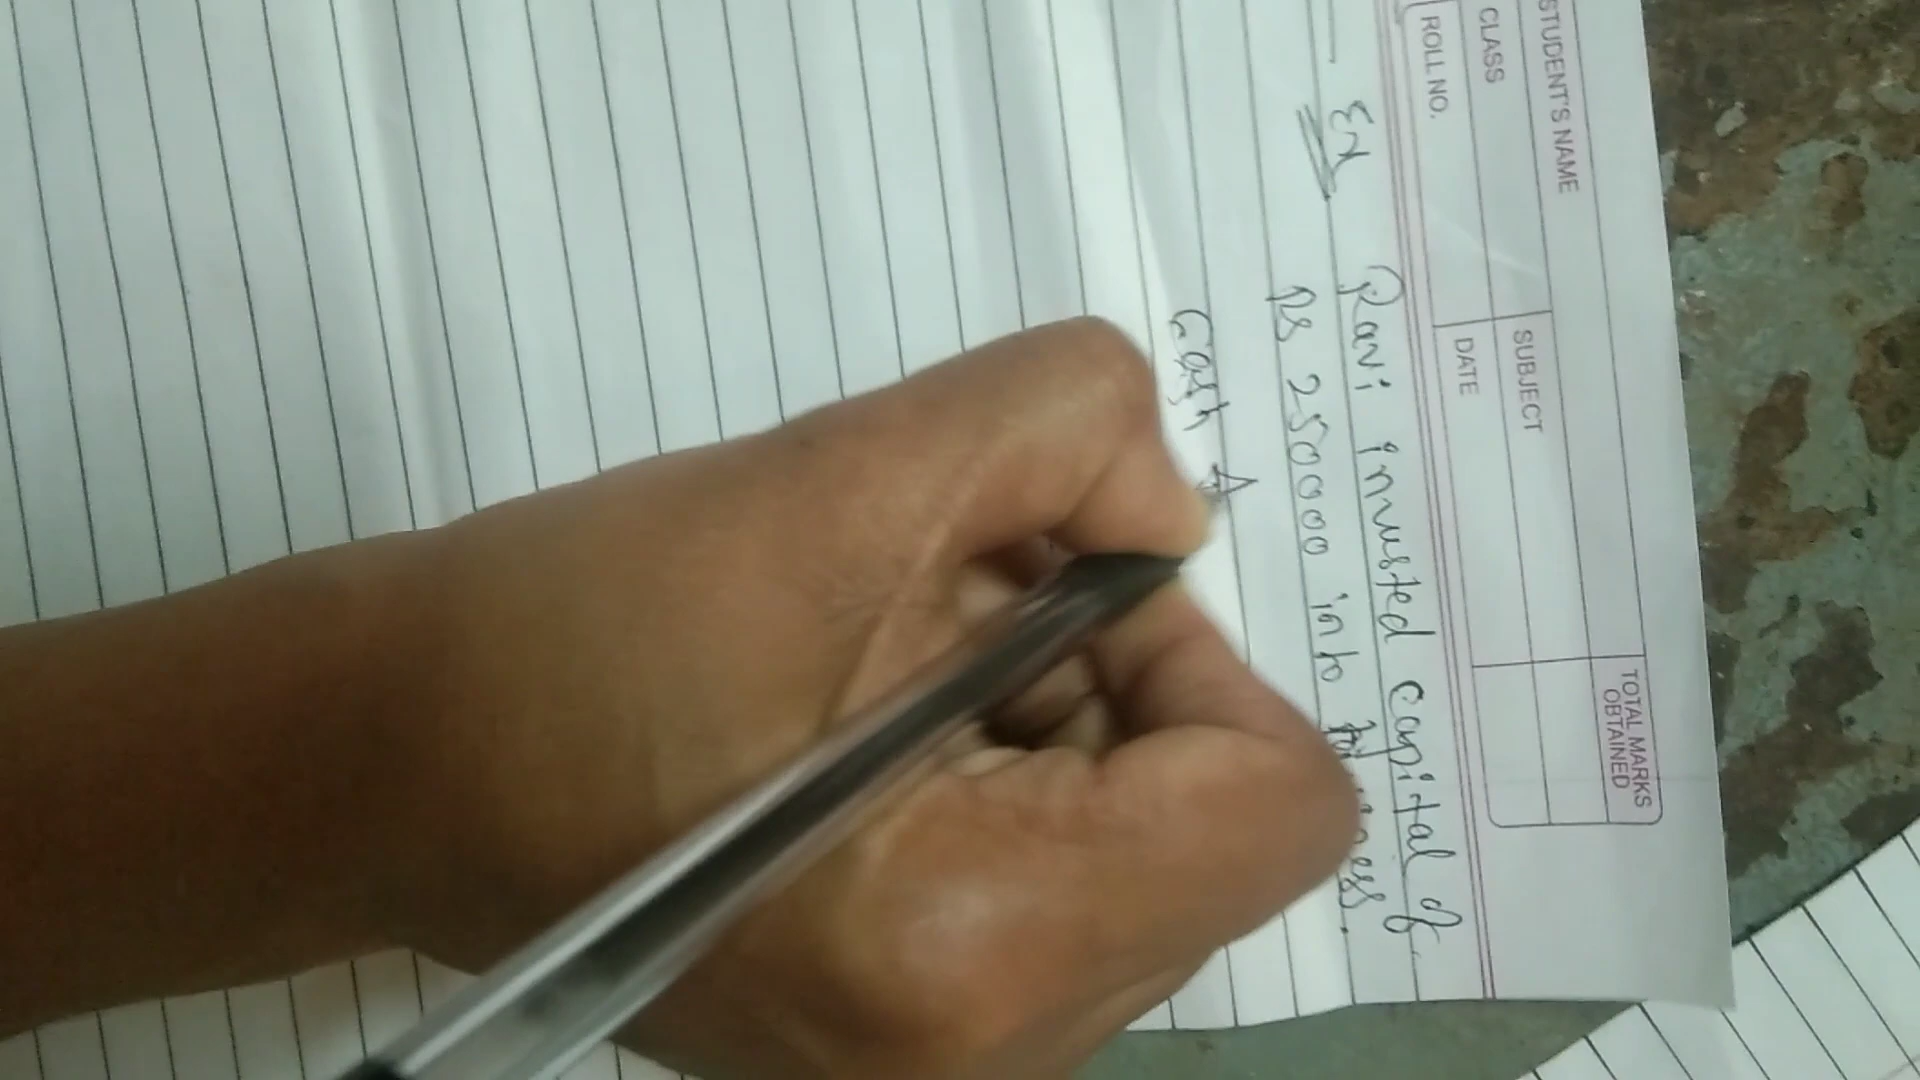 STUDENT'S NAME
TOTAL MARKS
OBTAINED
CLASS
SUBJECT
ROLL NO.
DATE
Ex Ravi invested capital of
Rs 250000 into
Cash A